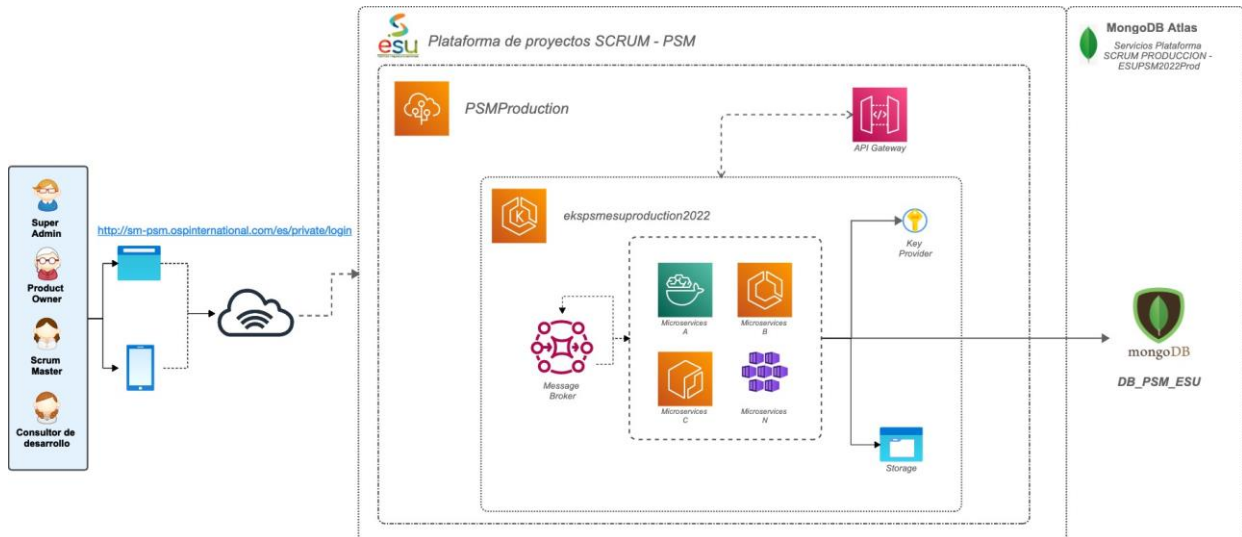 esu
Plataforma de proyectos SCRUM - PSM
MongoDB Atlas
Servicios Plataforma
SCRUM PRODUCCION -
ESUPSM2022Prod
PSMProduction
API Gateway
Super
Admin
Product
Owner
Scrum
Master
Consultor de
desarrollo
http://sm-psm.ospinternational.com/es/private/login
ekspsmesuproduction2022
K
Key
Provider
Microservices
A
Microservices
B
Message
Broker
Microservices
C
Microservices
N
Storage
mongoDB
DB_PSM_ESU